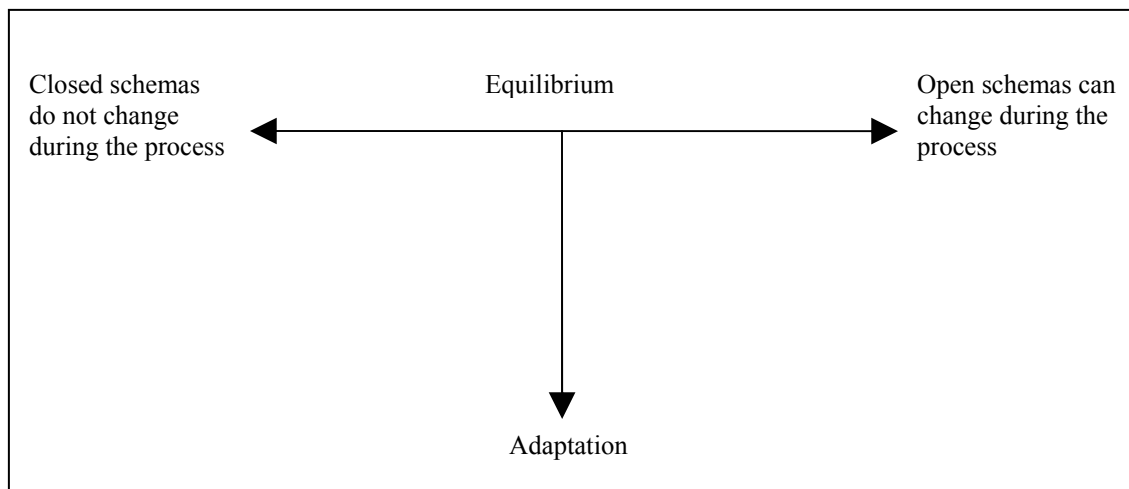 Closed schemas
do not change
during the process
Equilibrium
Open schemas can
change during the
process
Adaptation